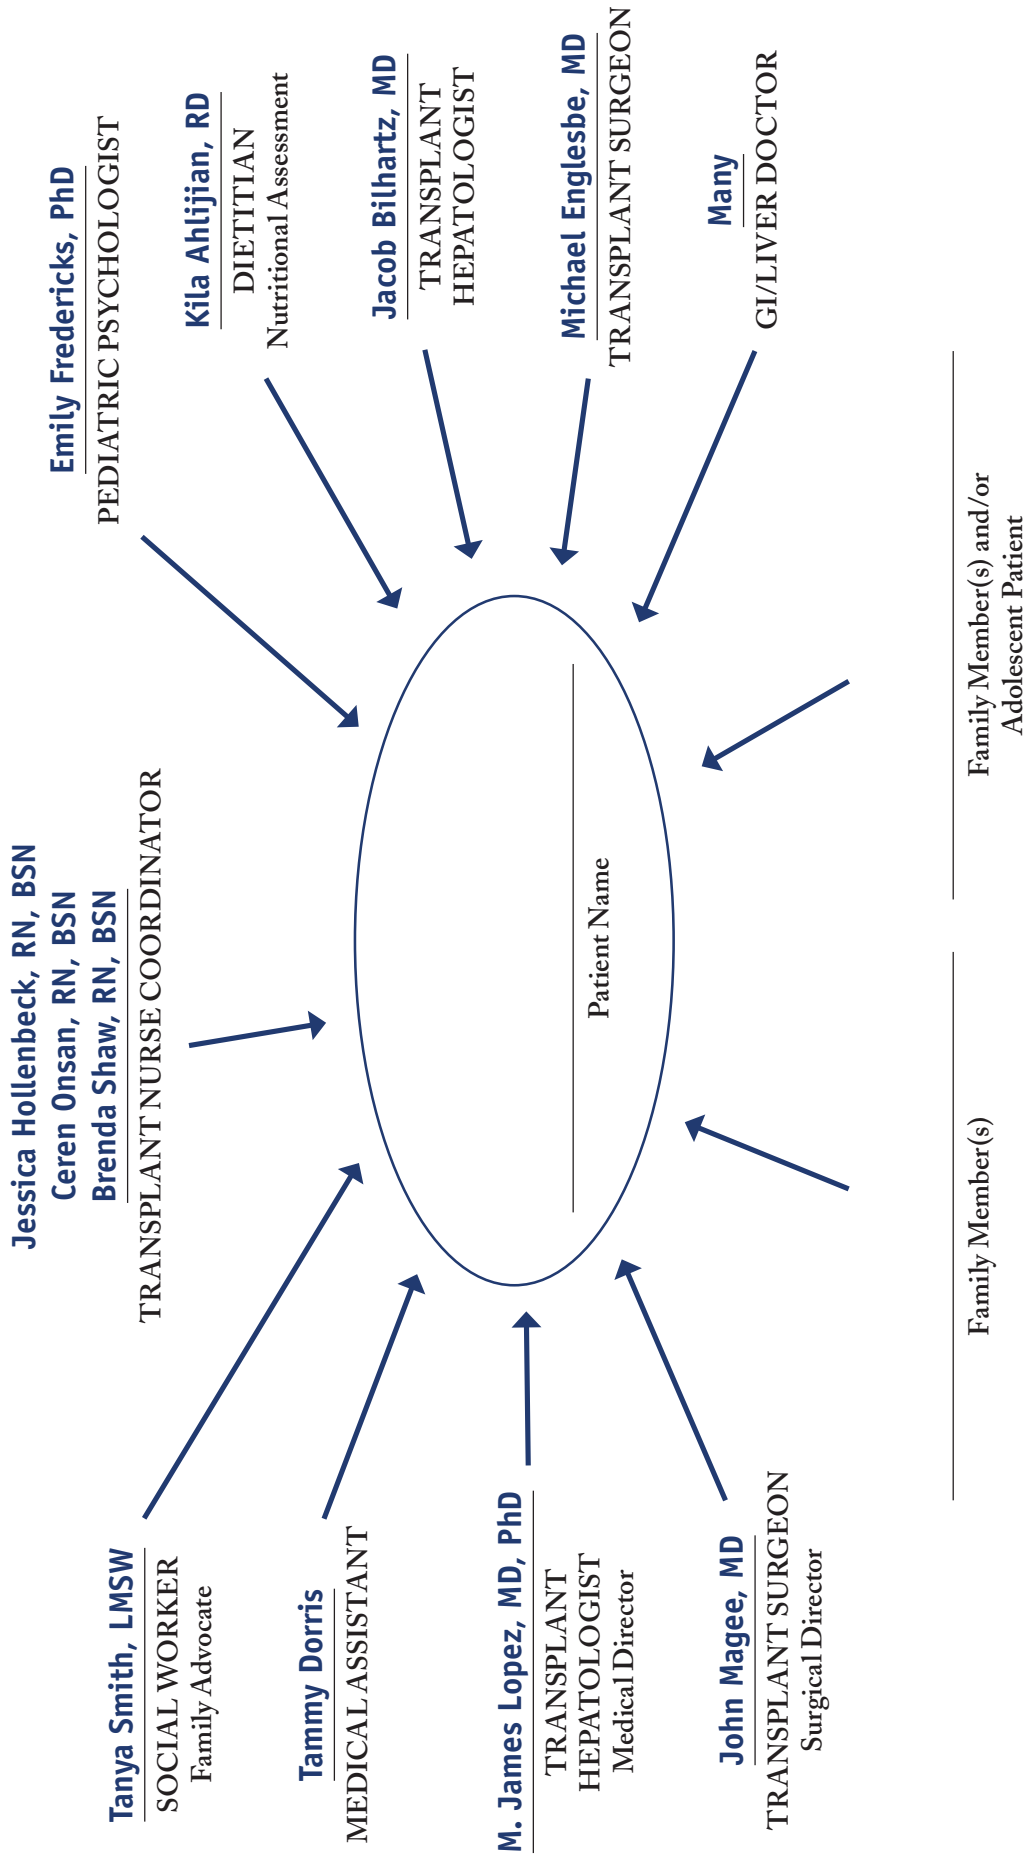 Jessica Hollenbeck, RN, BSN
Ceren Onsan, RN, BSN
Brenda Shaw, RN, BSN
TRANSPLANT NURSE COORDINATOR
Tanya Smith, LMSW
SOCIAL WORKER
Family Advocate
Tammy Dorris
MEDICAL ASSISTANT
M. James Lopez, MD, PhD
TRANSPLANT
HEPATOLOGIST
Medical Director
John Magee, MD
TRANSPLANT SURGEON
Surgical Director
Emily Fredericks, PhD
PEDIATRIC PSYCHOLOGIST
Kila Ahlijian, RD
DIETITIAN
Nutritional Assessment
Jacob Bilhartz, MD
TRANSPLANT
HEPATOLOGIST
Michael Englesbe, MD
TRANSPLANT SURGEON
Many
GI/LIVER DOCTOR
Patient Name
Family Member(s)
Family Member(s) and/or
Adolescent Patient